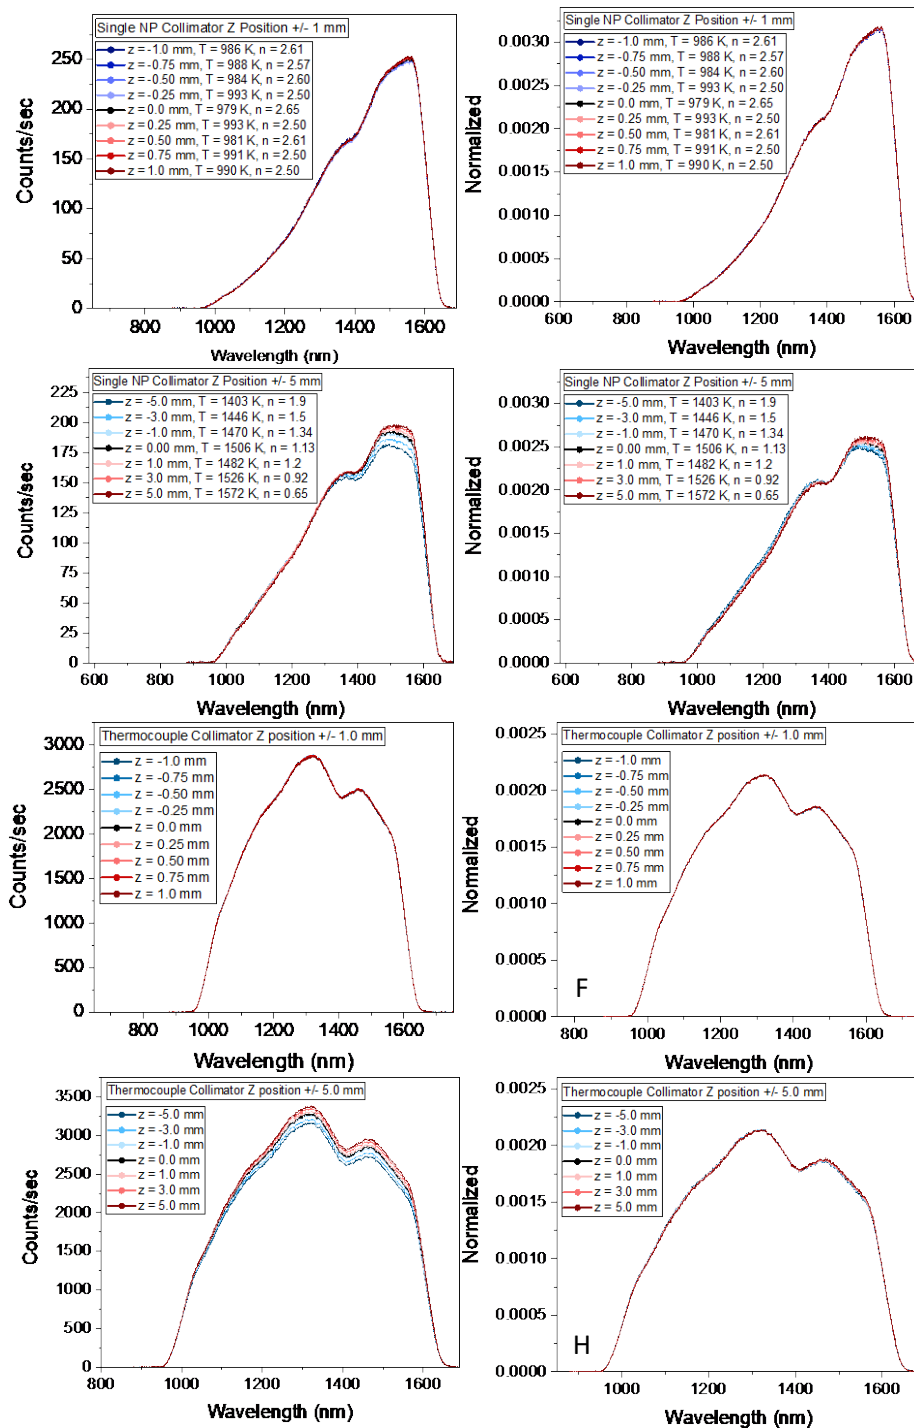 Single NP Collimator Z Position +/- 1 mm
z = -1.0 mm, T = 986 K, n = 2.61
z = -0.75 mm, T = 988 K, n = 2.57
z = -0.50 mm, T = 984 K, n = 2.60
z = -0.25 mm, T = 993 K, n = 2.50
z = 0.0 mm, T = 979 K, n = 2.65
z = 0.25 mm, T = 993 K, n = 2.50
z = 0.50 mm, T = 981 K, n = 2.61
z = 0.75 mm, T = 991 K, n = 2.50
z = 1.0 mm, T = 990 K, n = 2.50
Counts/sec
250
200
150
100
50
0
800 1000 1200 1400 1600
Wavelength (nm)
Single NP Collimator Z Position +/- 1 mm
z = -1.0 mm, T = 986 K, n = 2.61
z = -0.75 mm, T = 988 K, n = 2.57
z = -0.50 mm, T = 984 K, n = 2.60
z = -0.25 mm, T = 993 K, n = 2.50
z = 0.0 mm, T = 979 K, n = 2.65
z = 0.25 mm, T = 993 K, n = 2.50
z = 0.50 mm, T = 981 K, n = 2.61
z = 0.75 mm, T = 991 K, n = 2.50
z = 1.0 mm, T = 990 K, n = 2.50
Normalized
0.0030
0.0025
0.0020
0.0015
0.0010
0.0005
0.0000
600 800 1000 1200 1400 1600
Wavelength (nm)
Single NP Collimator Z Position +/- 5 mm
z = -5.0 mm, T = 1403 K, n = 1.9
z = -3.0 mm, T = 1446 K, n = 1.5
z = -1.0 mm, T = 1470 K, n = 1.34
z = 0.00 mm, T = 1506 K, n = 1.13
z = 1.0 mm, T = 1482 K, n = 1.2
z = 3.0 mm, T = 1526 K, n = 0.92
z = 5.0 mm, T = 1572 K, n = 0.65
Counts/sec
225
200
175
150
125
100
75
50
25
0
600 800 1000 1200 1400 1600
Wavelength (nm)
Single NP Collimator Z Position +/- 5 mm
z = -5.0 mm, T = 1403 K, n = 1.9
z = -3.0 mm, T = 1446 K, n = 1.5
z = -1.0 mm, T = 1470 K, n = 1.34
z = 0.00 mm, T = 1506 K, n = 1.13
z = 1.0 mm, T = 1482 K, n = 1.2
z = 3.0 mm, T = 1526 K, n = 0.92
z = 5.0 mm, T = 1572 K, n = 0.65
Normalized
0.0030
0.0025
0.0020
0.0015
0.0010
0.0005
0.0000
600 800 1000 1200 1400 1600
Wavelength (nm)
Thermocouple Collimator Z position +/- 1.0 mm
z = -1.0 mm
z = -0.75 mm
z = -0.50 mm
z = -0.25 mm
z = 0.0 mm
z = 0.25 mm
z = 0.50 mm
z = 0.75 mm
z = 1.0 mm
Counts/sec
3000
2500
2000
1500
1000
500
0
800 1000 1200 1400 1600
Wavelength (nm)
Thermocouple Collimator Z position +/- 1.0 mm
z = -1.0 mm
z = -0.75 mm
z = -0.50 mm
z = -0.25 mm
z = 0.0 mm
z = 0.25 mm
z = 0.50 mm
z = 0.75 mm
z = 1.0 mm
Normalized
0.0025
0.0020
0.0015
0.0010
0.0005
0.0000
F
800 1000 1200 1400 1600
Wavelength (nm)
Thermocouple Collimator Z position +/- 5.0 mm
z = -5.0 mm
z = -3.0 mm
z = -1.0 mm
z = 0.0 mm
z = 1.0 mm
z = 3.0 mm
z = 5.0 mm
Counts/sec
3500
3000
2500
2000
1500
1000
500
0
800 1000 1200 1400 1600
Wavelength (nm)
Thermocouple Collimator Z position +/- 5.0 mm
z = -5.0 mm
z = -3.0 mm
z = -1.0 mm
z = 0.0 mm
z = 1.0 mm
z = 3.0 mm
z = 5.0 mm
Normalized
0.0025
0.0020
0.0015
0.0010
0.0005
0.0000
H
1000 1200 1400 1600
Wavelength (nm)